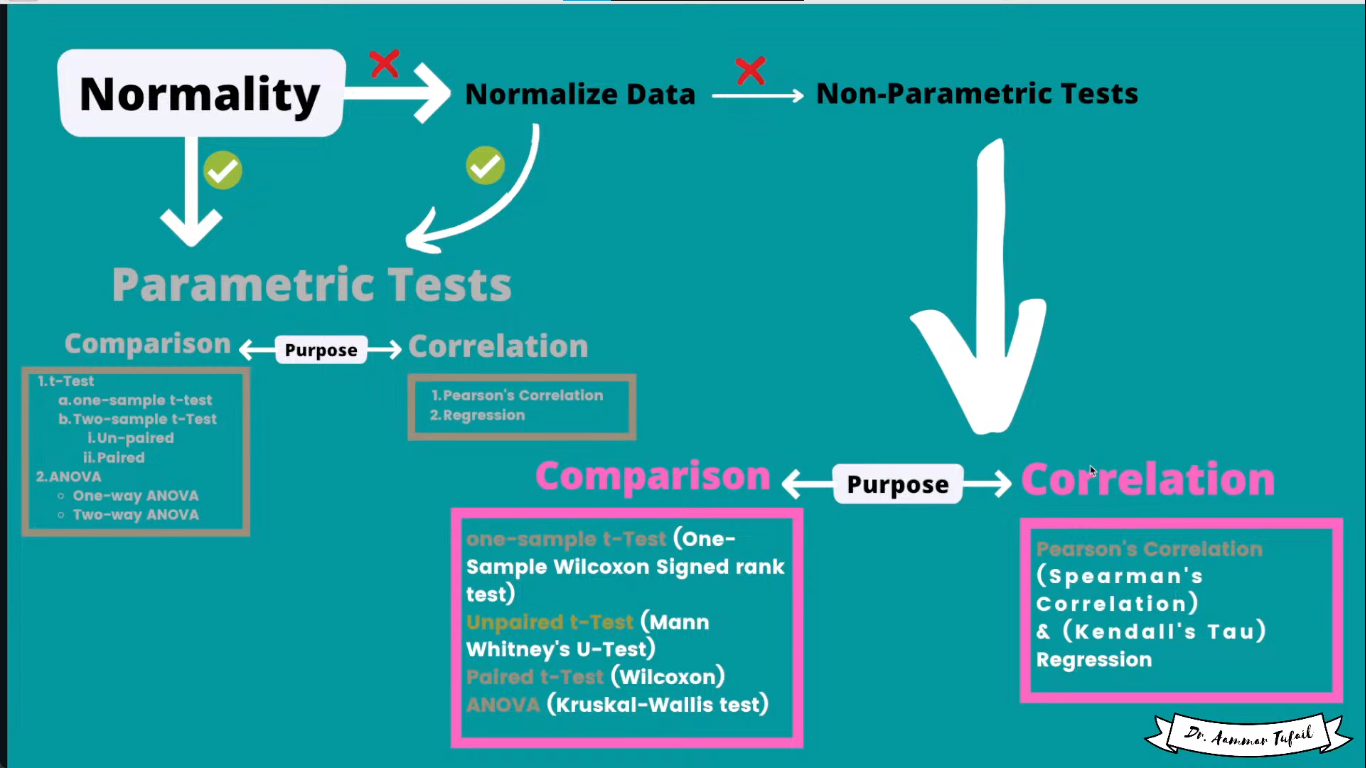 Normality
Normalize Data
Non-Parametric Tests
Parametric Tests
Comparison
Purpose
Correlation
1.t-Test
a.one-sample t-test
b.Two-sample t-Test
i.Un-paired
ii.Paired
2.ANOVA
One-way ANOVA
Two-way ANOVA
1.Pearson's Correlation
2.Regression
Comparison
Purpose
Correlation
one-sample t-Test (One-
Sample Wilcoxon Signed rank
test)
Unpaired t-Test (Mann
Whitney's U-Test)
Paired t-Test (Wilcoxon)
ANOVA (Kruskal-Wallis test)
Pearson's Correlation
(Spearman's
Correlation)
& (Kendall's Tau)
Regression
Dr. Aammar Tufail